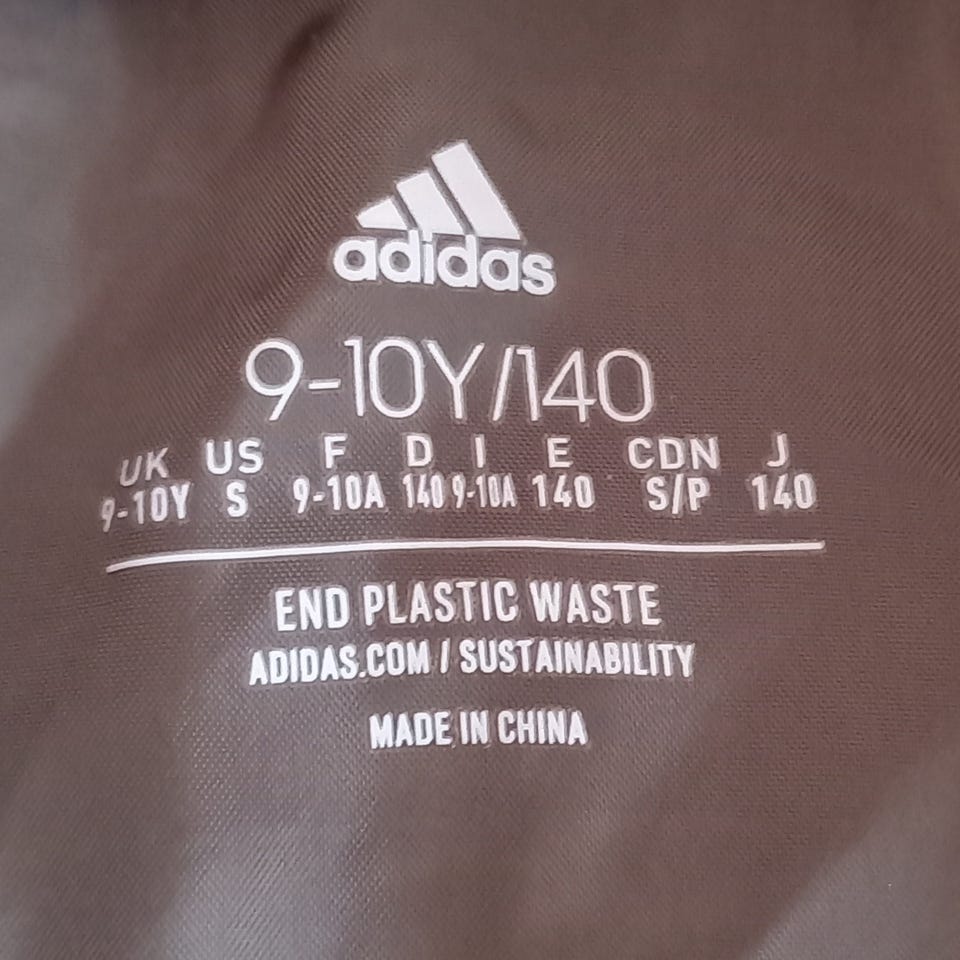 adidas
9-10Y/140
UK US F D I E CDN J
9-10Y S 9-10A 140 9-10A 140 S/P 140
END PLASTIC WASTE
ADIDAS.COM / SUSTAINABILITY
MADE IN CHINA